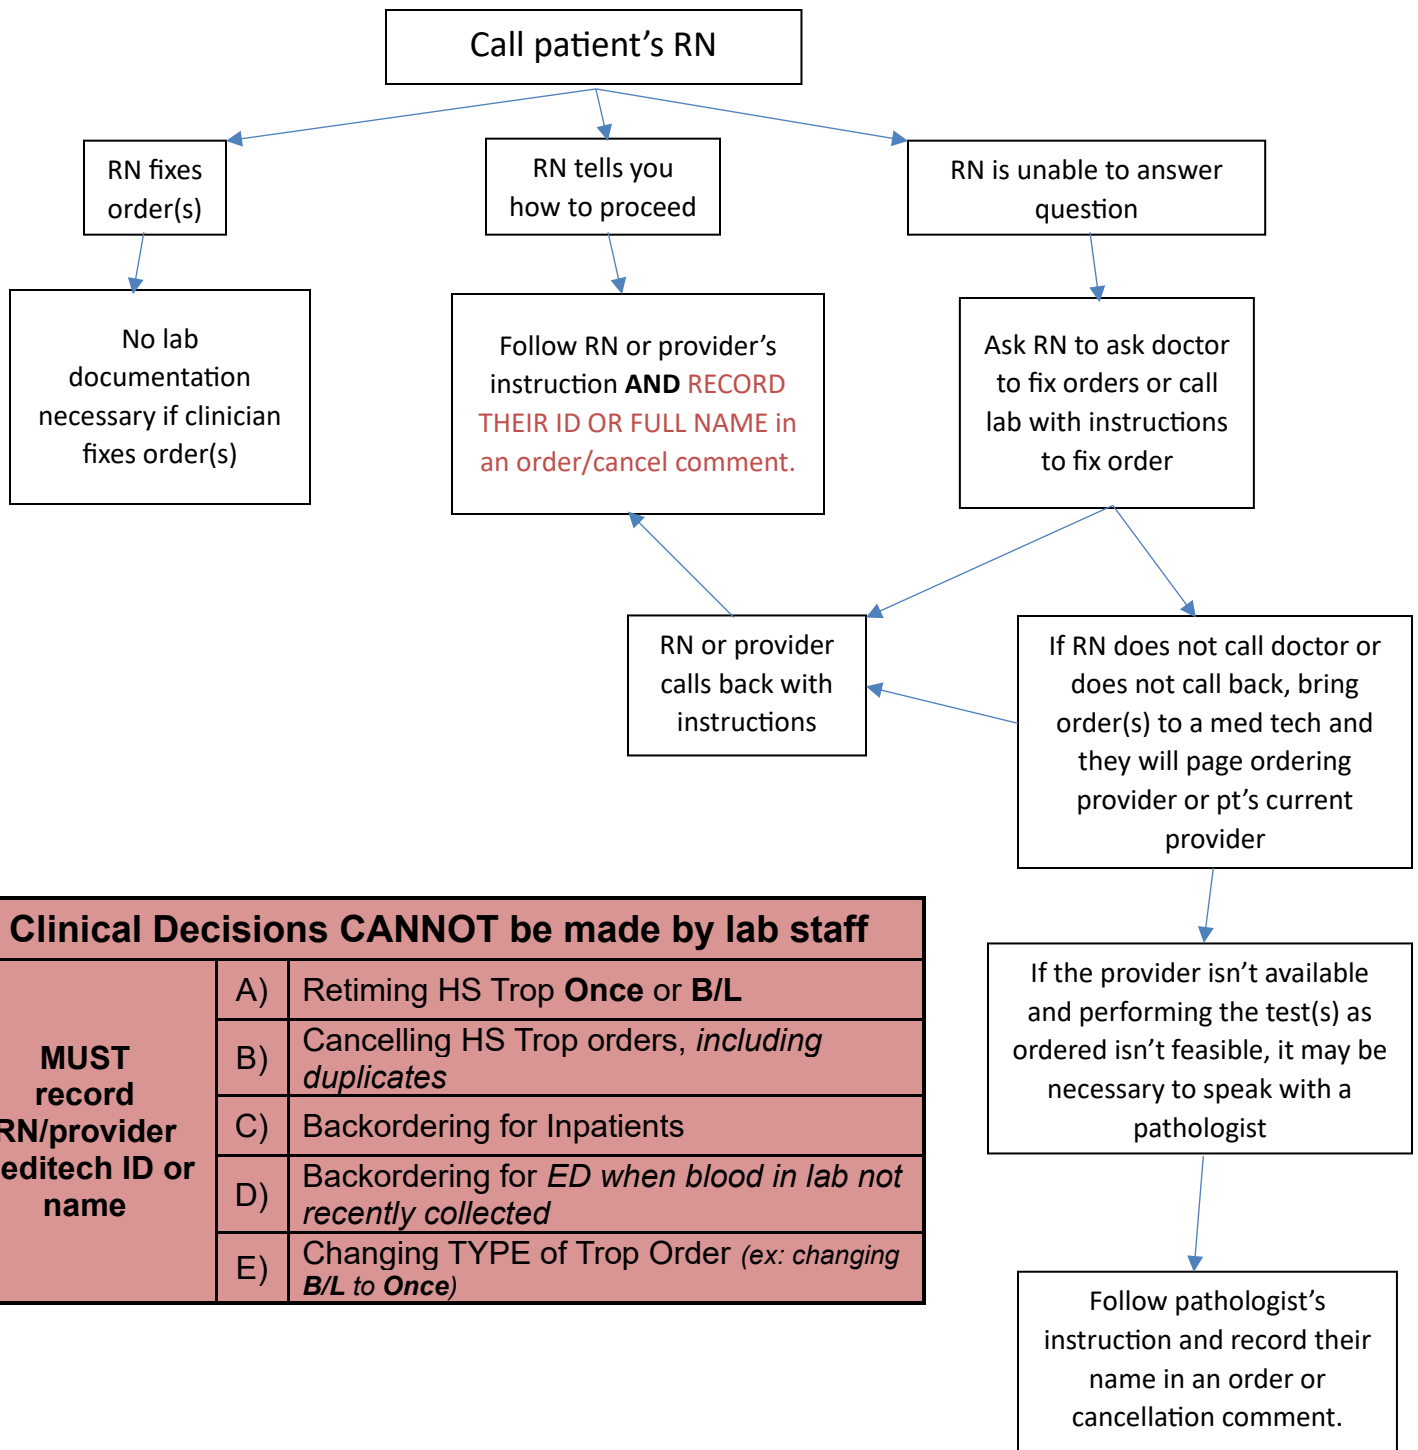 Call patient’s RN
RN fixes
order(s)
RN tells you
how to proceed
RN is unable to answer
question
No lab
documentation
necessary if clinician
fixes order(s)
Follow RN or provider’s
instruction AND RECORD
THEIR ID OR FULL NAME in
an order/cancel comment.
Ask RN to ask doctor
to fix orders or call
lab with instructions
to fix order
RN or provider
calls back with
instructions
If RN does not call doctor or
does not call back, bring
order(s) to a med tech and
they will page ordering
provider or pt’s current
provider
If the provider isn’t available
and performing the test(s) as
ordered isn’t feasible, it may be
necessary to speak with a
pathologist
Follow pathologist’s
instruction and record their
name in an order or
cancellation comment.
Clinical Decisions CANNOT be made by lab staff
MUST
record
RN/provider
editech ID or
name
A) Retiming HS Trop Once or B/L
B) Cancelling HS Trop orders, including
duplicates
C) Backordering for Inpatients
D) Backordering for ED when blood in lab not
recently collected
E) Changing TYPE of Trop Order (ex: changing
B/L to Once)